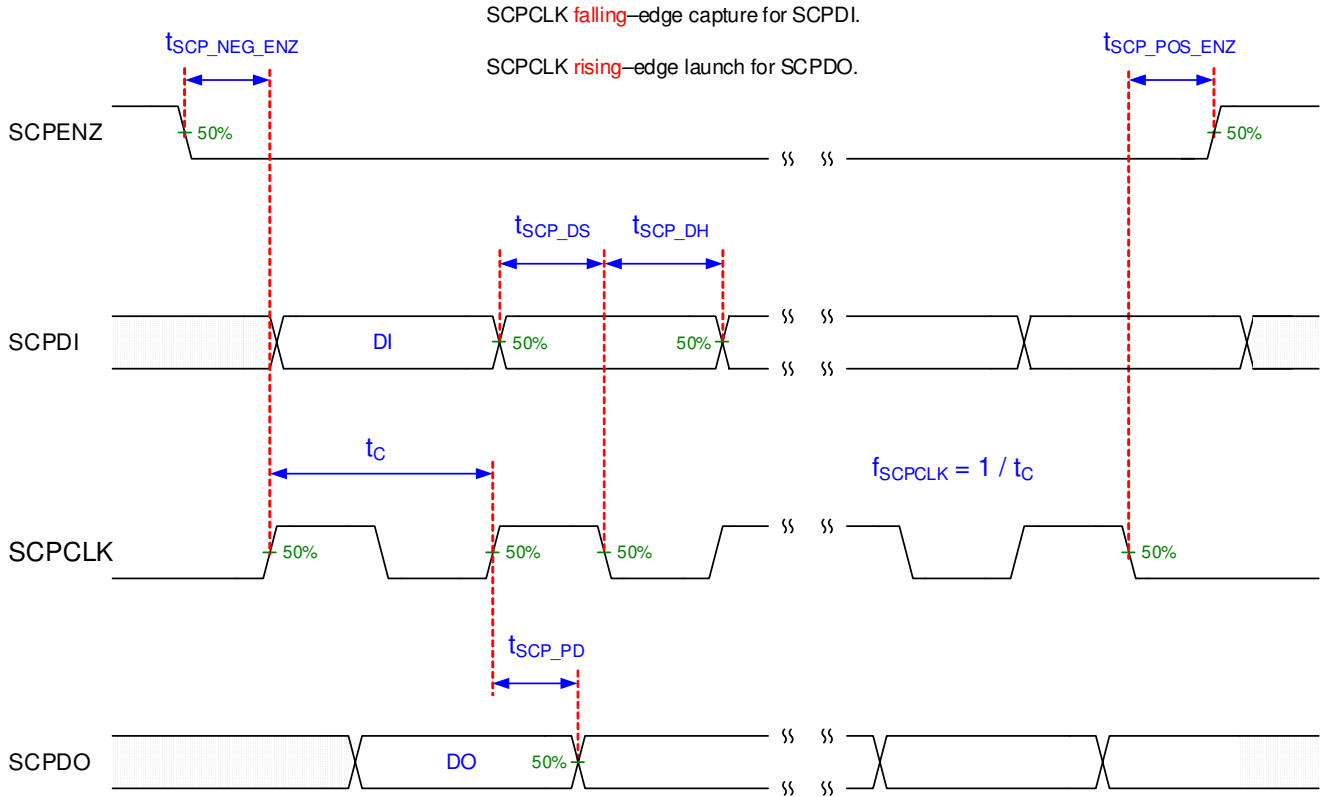 SCPCLK falling–edge capture for SCPDI.
tSCP_NEG_ENZ
tSCP_POS_ENZ
SCPCLK rising–edge launch for SCPDO.
SCPENZ
50%
50%
tSCP_DS
tSCP_DH
SCPDI
DI
50%
50%
tC
fSCPCLK = 1 / tC
SCPCLK
50%
50%
50%
50%
tSCP_PD
SCPDO
DO
50%